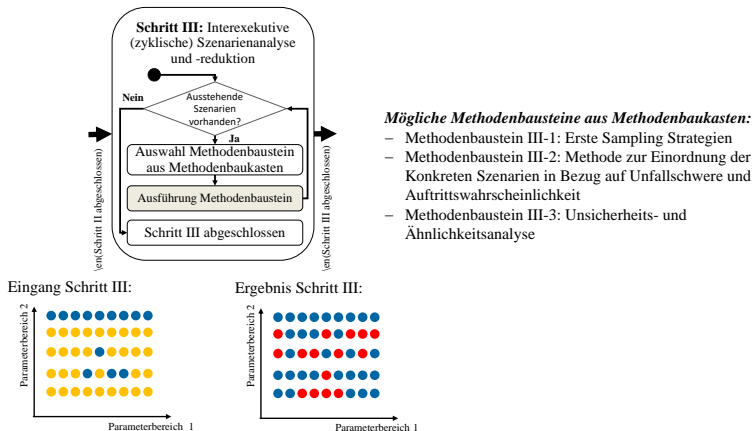 Schritt III: Interexekutive
(zyklische) Szenarienanalyse
und -reduktion
Nein
Ausstehende
Szenarien
vorhanden?
Ja
Auswahl Methodenbaustein
aus Methodenbaukasten
Ausführung Methodenbaustein
Schritt III abgeschlossen
\en(Schritt II abgeschlossen)
\en(Schritt III abgeschlossen)
Mögliche Methodenbausteine aus Methodenbaukasten:
– Methodenbaustein III-1: Erste Sampling Strategien
– Methodenbaustein III-2: Methode zur Einordnung der
Konkreten Szenarien in Bezug auf Unfallschwere und
Auftrittswahrscheinlichkeit
– Methodenbaustein III-3: Unsicherheits- und
Ähnlichkeitsanalyse
Eingang Schritt III:
Parameterbereich 2
Parameterbereich 1
Ergebnis Schritt III:
Parameterbereich 2
Parameterbereich 1